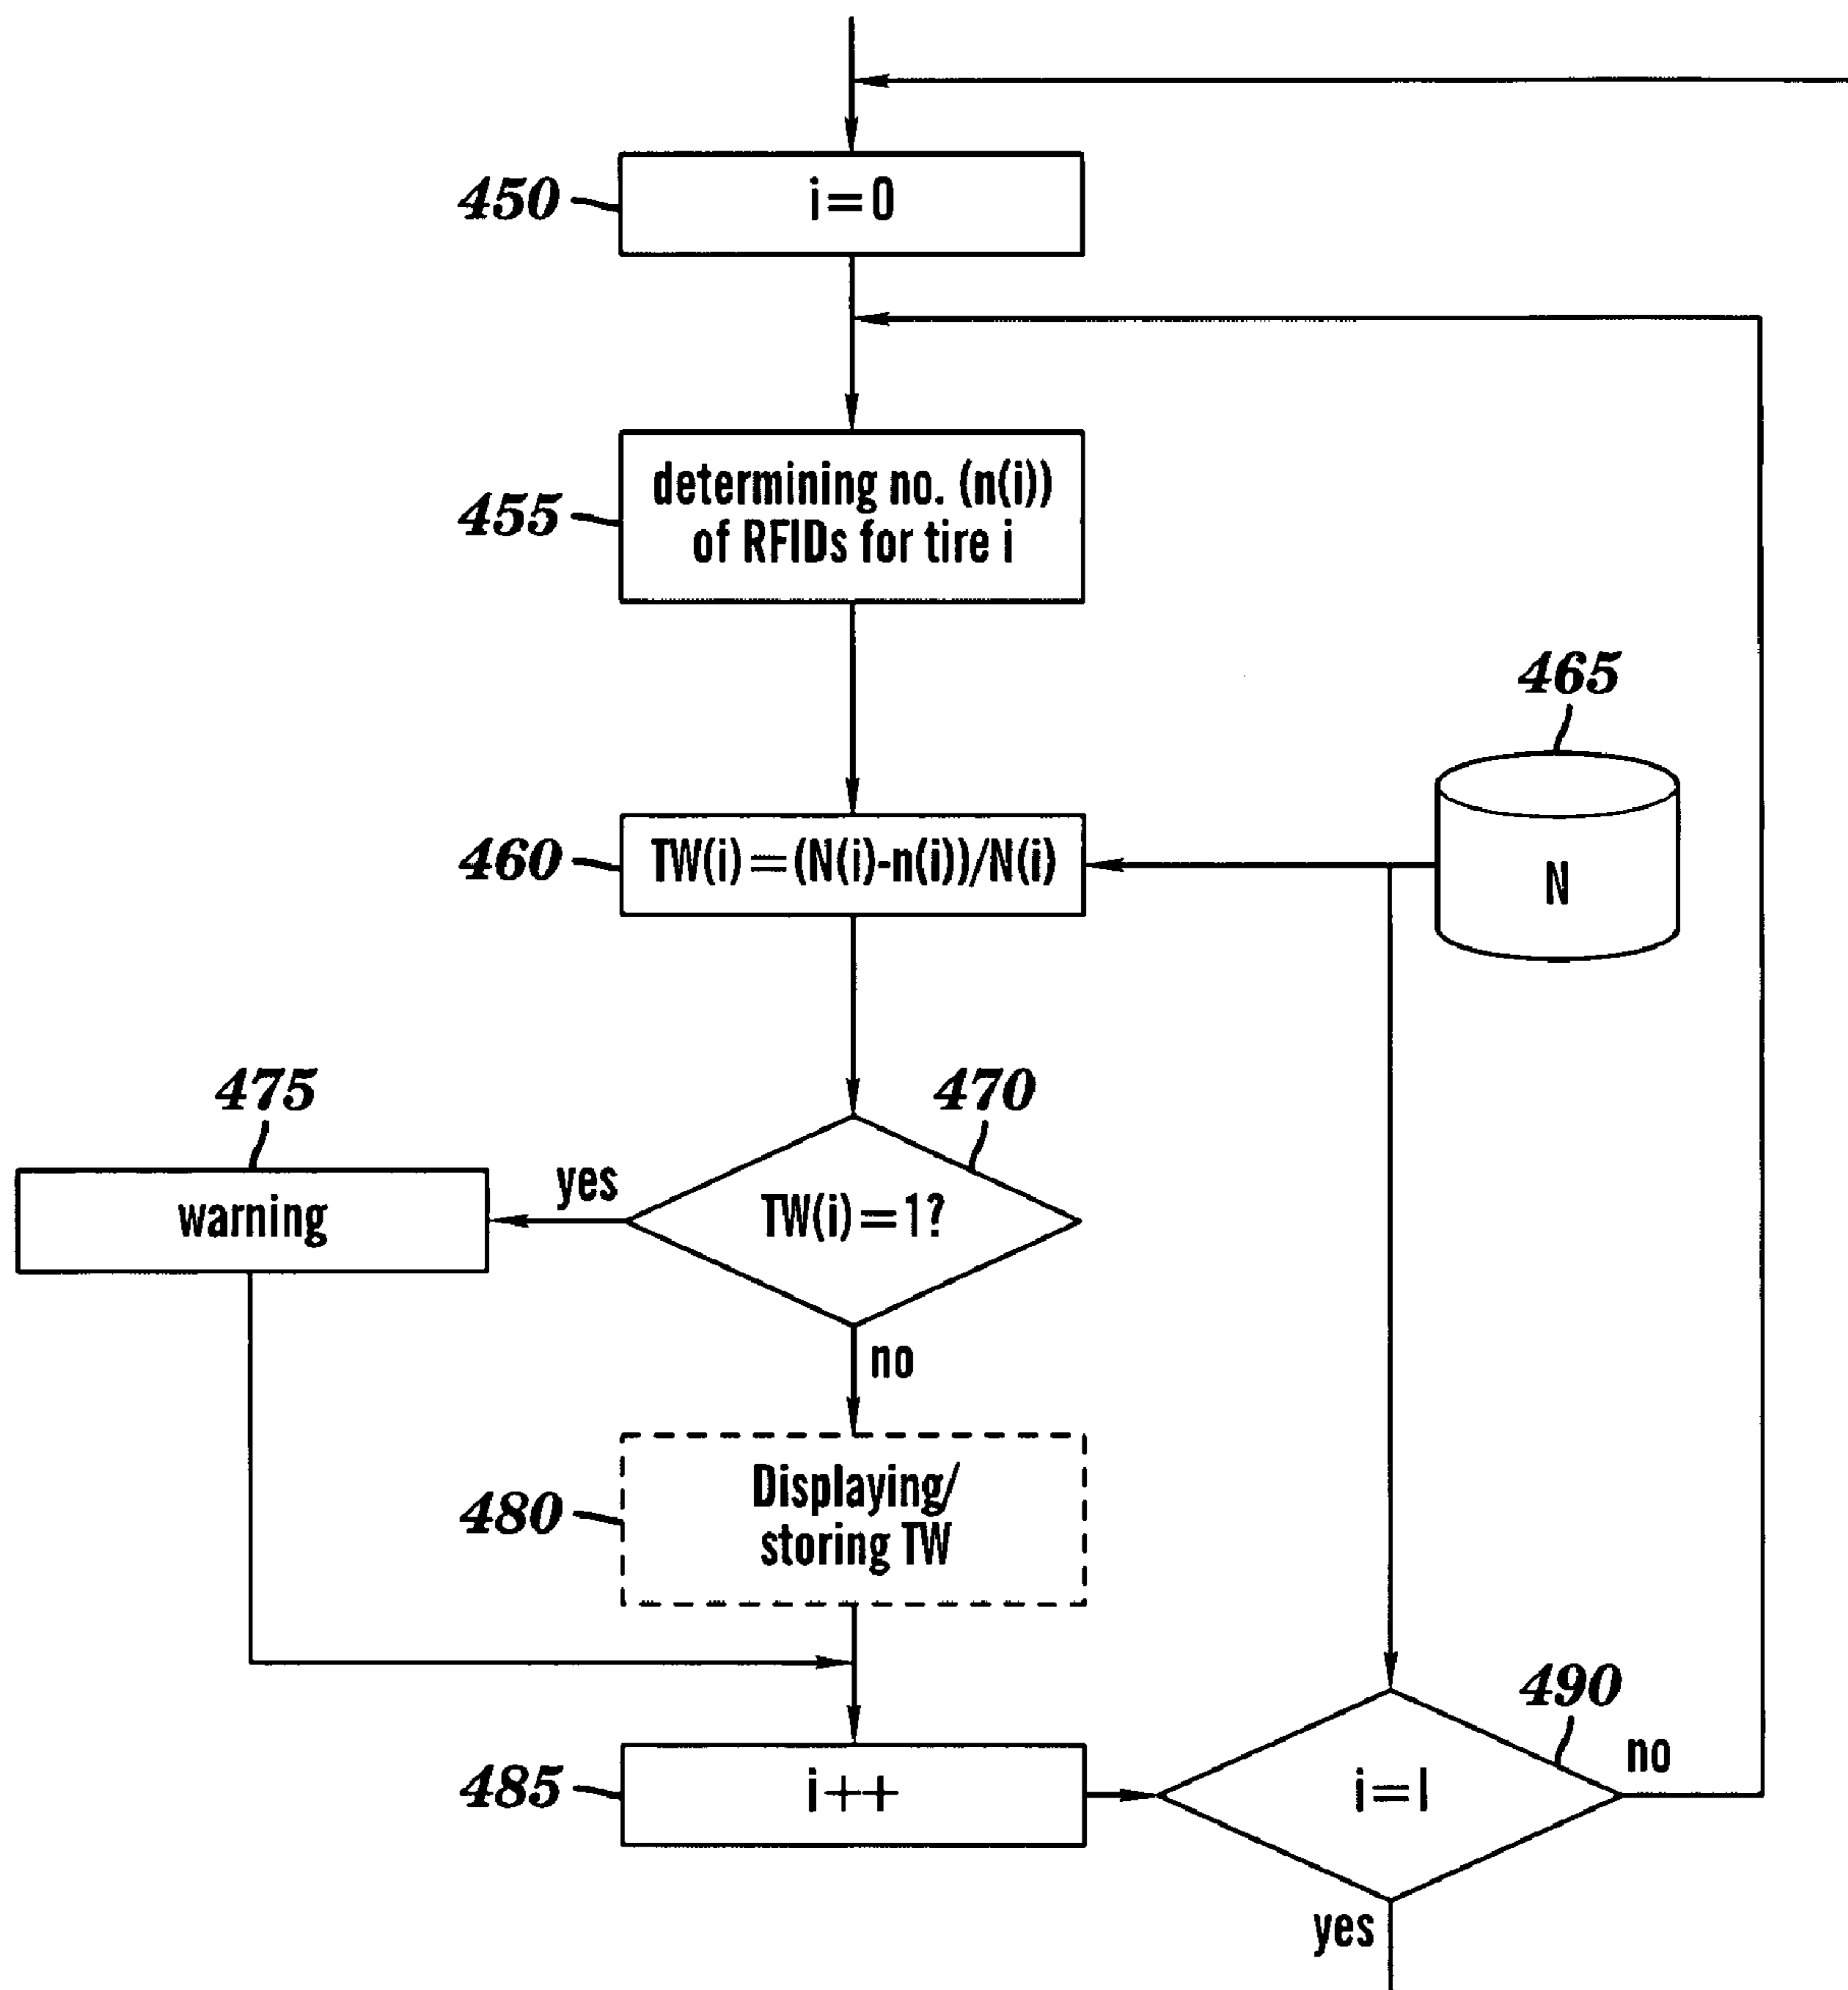 450
i=0
455
determining no. (n(i))
of RFIDs for tire i
465
N
460
TW(i)=(N(i)-n(i))/N(i)
475
warning
yes
470
TW(i)=1?
no
480
Displaying/
storing TW
485
i++
490
i=I
no
yes